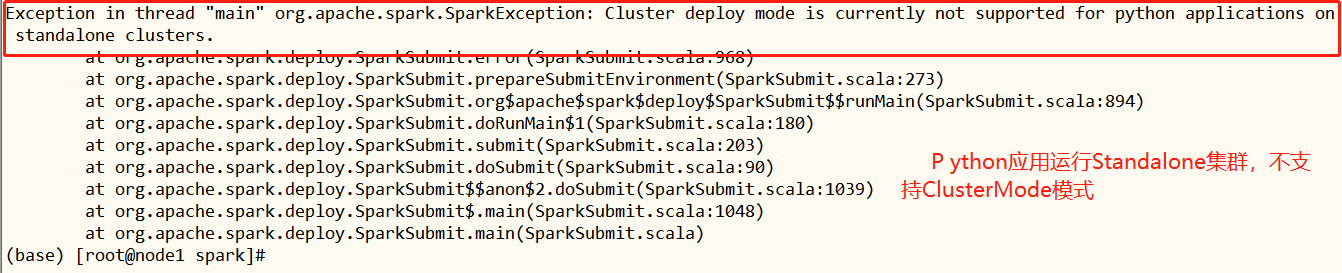 Exception in thread "main" org.apache.spark.SparkException: Cluster deploy mode is currently not supported for python applications on
standalone clusters.
at org.apache.spark.deploy.SparkSubmit.error(SparkSubmit.scala:968)
at org.apache.spark.deploy.SparkSubmit.prepareSubmitEnvironment(SparkSubmit.scala:273)
at org.apache.spark.deploy.SparkSubmit.org$apache$spark$deploy$SparkSubmit$$runMain(SparkSubmit.scala:894)
at org.apache.spark.deploy.SparkSubmit.doRunMain$1(SparkSubmit.scala:180)
at org.apache.spark.deploy.SparkSubmit.submit(SparkSubmit.scala:203)
at org.apache.spark.deploy.SparkSubmit.doSubmit(SparkSubmit.scala:90)
at org.apache.spark.deploy.SparkSubmit$$anon$2.doSubmit(SparkSubmit.scala:1039)
at org.apache.spark.deploy.SparkSubmit$.main(SparkSubmit.scala:1048)
at org.apache.spark.deploy.SparkSubmit.main(SparkSubmit.scala)
(base) [root@node1 spark]#
P ython应用运行Standalone集群，不支
持ClusterMode模式